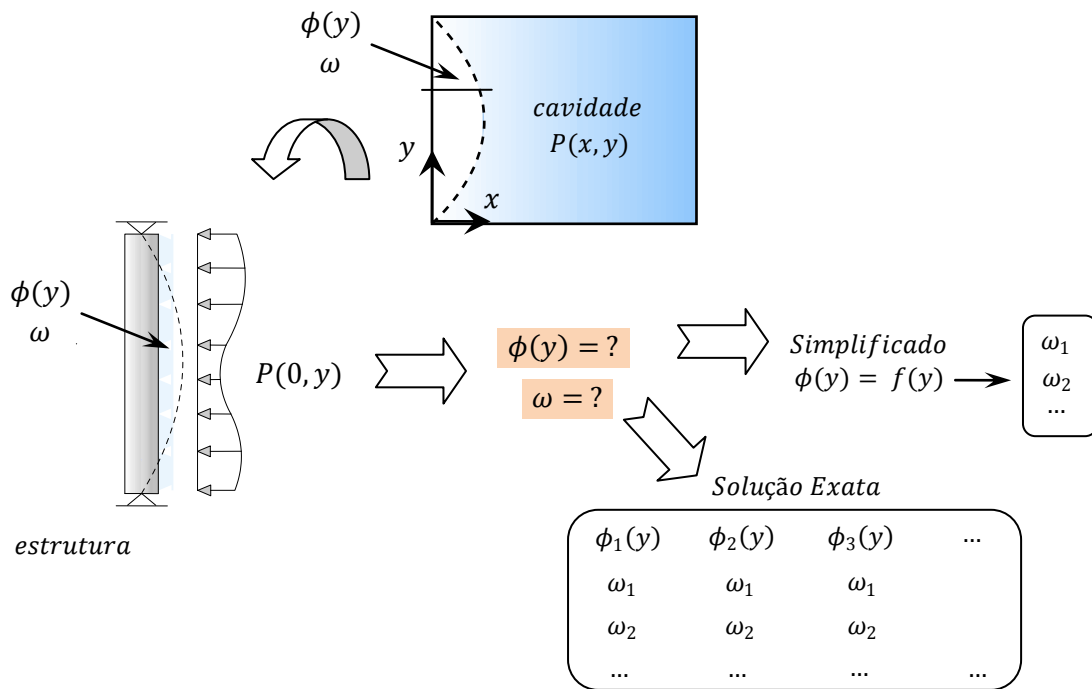 ϕ(y)
ω
cavidade
P(x, y)
y
x
ϕ(y)
ω
P(0, y)
estrutura
ϕ(y) = ?
ω = ?
Simplificado
ϕ(y) = f(y)
ω₁
ω₂
...
Solução Exata
ϕ₁(y) ϕ₂(y) ϕ₃(y) ...
ω₁ ω₁ ω₁
ω₂ ω₂ ω₂
... ... ... ...